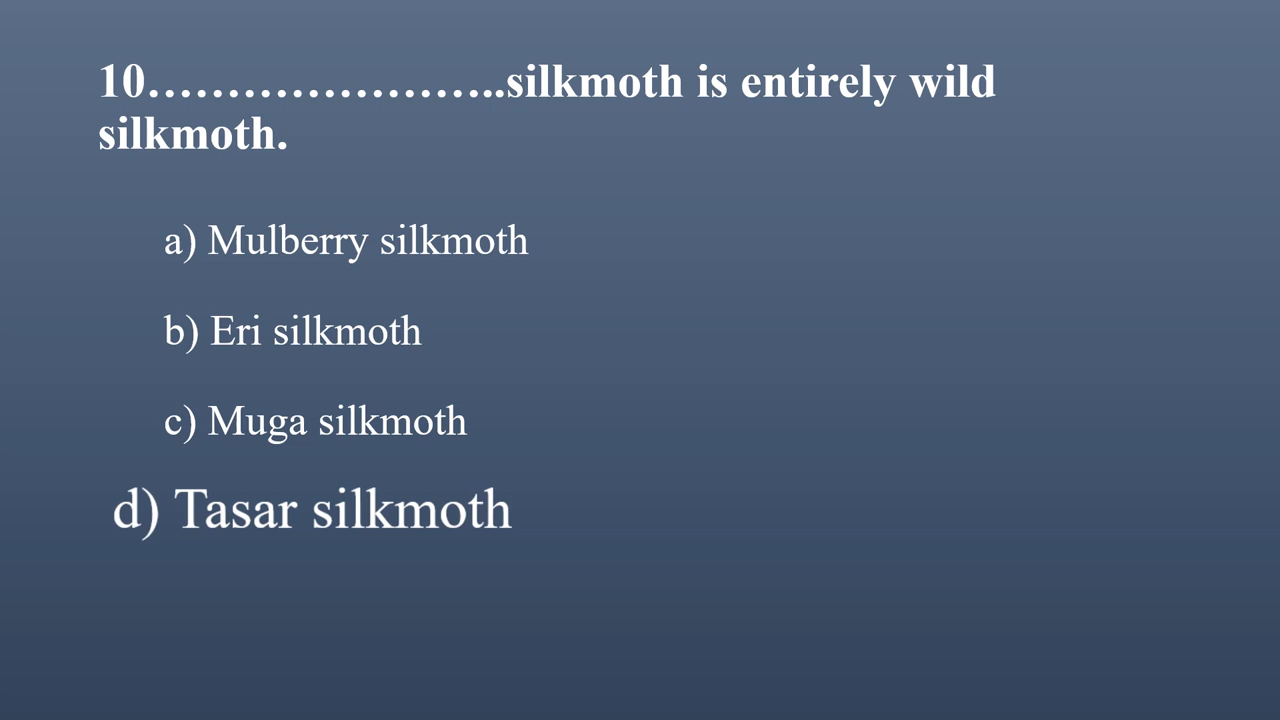 10…………………..silkmoth is entirely wild
silkmoth.
a) Mulberry silkmoth
b) Eri silkmoth
c) Muga silkmoth
d) Tasar silkmoth